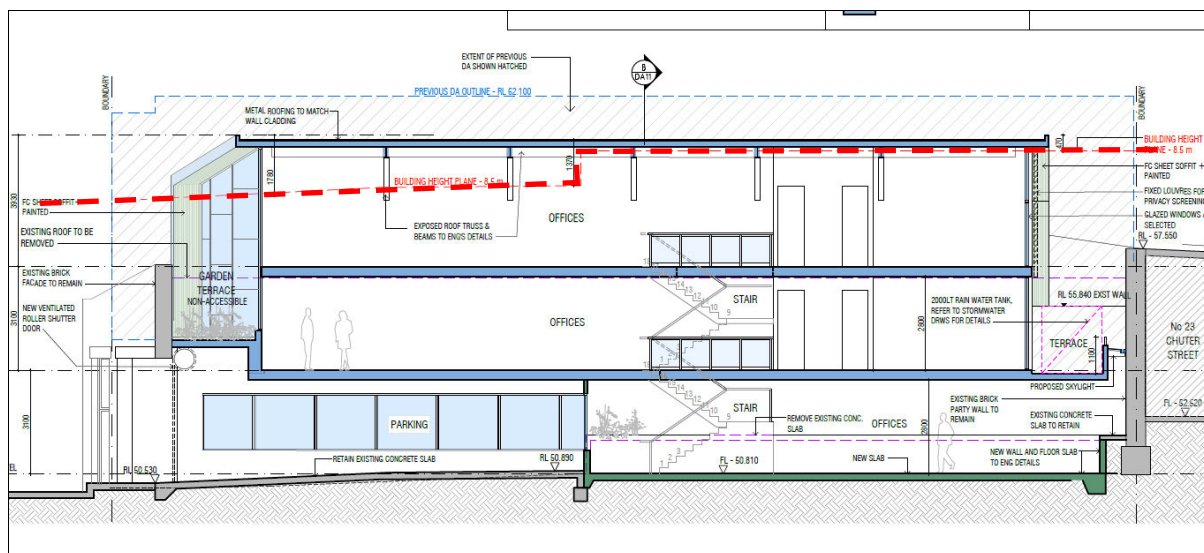 EXTENT OF PREVIOUS
DA SHOWN HATCHED
B
DA11
BOUNDARY
PREVIOUS DA OUTLINE - RL 62 100
BOUNDARY
METAL ROOFING TO MATCH
WALL CLADDING
470
BUILDING HEIGHT
PLANE - 8.5 m
1780
1370
BUILDING HEIGHT PLANE - 8.5 m
FC SHEET SOFFIT +
PAINTED
3930
FC SHEET SOFFIT
PAINTED
FIXED LOUVRES FOR
PRIVACY SCREENING
OFFICES
EXPOSED ROOF TRUSS &
BEAMS TO ENG'S DETAILS
GLAZED WINDOWS
SELECTED
EXISTING ROOF TO BE
REMOVED
RL - 57.550
EXISTING BRICK
FACADE TO REMAIN
GARDEN
TERRACE
NON-ACCESSIBLE
STAIR
2000LT RAIN WATER TANK,
REFER TO STORMWATER
DRWS FOR DETAILS
RL 55.840 EXST WALL
NEW VENTILATED
ROLLER SHUTTER
DOOR
3100
OFFICES
2800
No 23
CHUTER
STREET
TERRACE
1100
PROPOSED SKYLIGHT
EXISTING BRICK
PARTY WALL TO
REMAIN
FL - 52.620
3100
PARKING
STAIR
REMOVE EXISTING CONC.
SLAB
OFFICES
2800
EXISTING CONCRETE
SLAB TO RETAIN
RL 50.530
RETAIN EXISTING CONCRETE SLAB
RL 50.890
FL - 50.810
NEW SLAB
NEW WALL AND FLOOR SLAB
TO ENG DETAILS